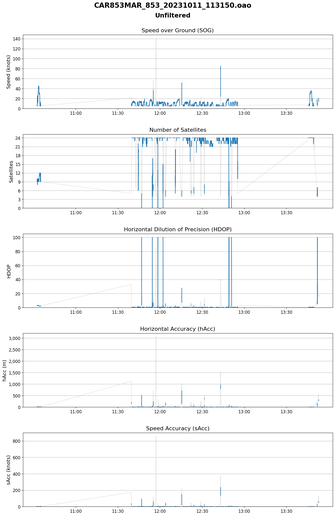 CAR853MAR_853_20231011_113150.oao
Unfiltered
Speed over Ground (SOG)
140
120
100
80
60
40
20
0
Speed (knots)
11:00 11:30 12:00 12:30 13:00 13:30
Number of Satellites
24
21
18
15
12
9
6
3
0
Satellites
11:00 11:30 12:00 12:30 13:00 13:30
Horizontal Dilution of Precision (HDOP)
100
80
60
40
20
0
HDOP
11:00 11:30 12:00 12:30 13:00 13:30
Horizontal Accuracy (hAcc)
3,000
2,500
2,000
1,500
1,000
500
0
hAcc (m)
11:00 11:30 12:00 12:30 13:00 13:30
Speed Accuracy (sAcc)
800
600
400
200
0
sAcc (knots)
11:00 11:30 12:00 12:30 13:00 13:30